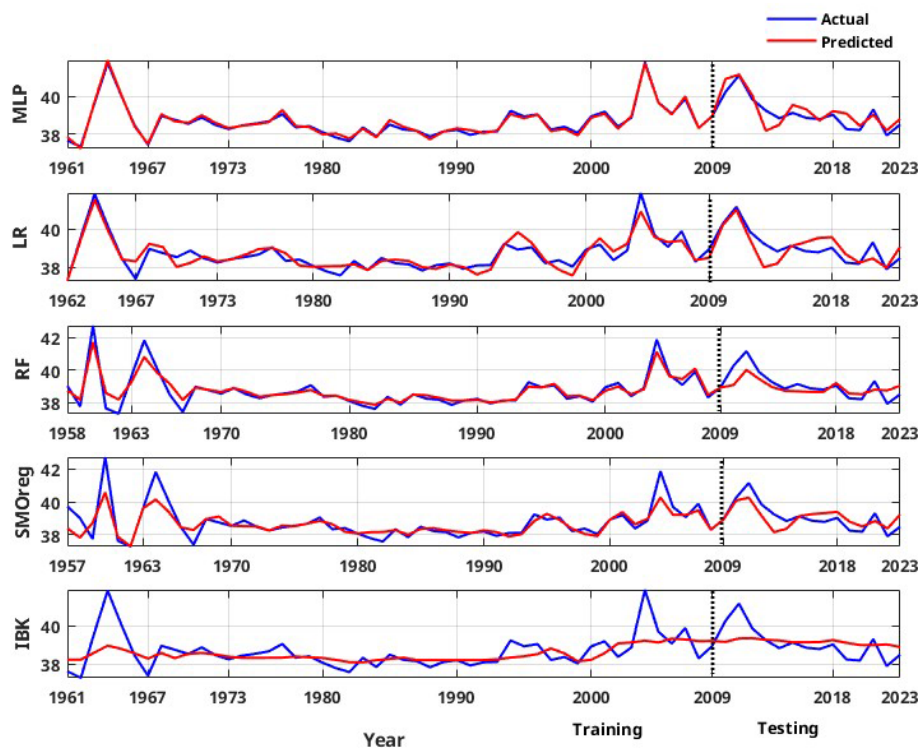 Actual
Predicted
MLP
40
38
1961 1967 1973 1980 1990 2000 2009 2018 2023
LR
40
38
1962 1967 1973 1980 1990 2000 2009 2018 2023
RF
42
40
38
1958 1963 1970 1980 1990 2000 2009 2018 2023
SMOreg
42
40
38
1957 1963 1970 1980 1990 2000 2009 2018 2023
IBK
40
38
1961 1967 1973 1980 1990 2000 2009 2018 2023
Year Training Testing